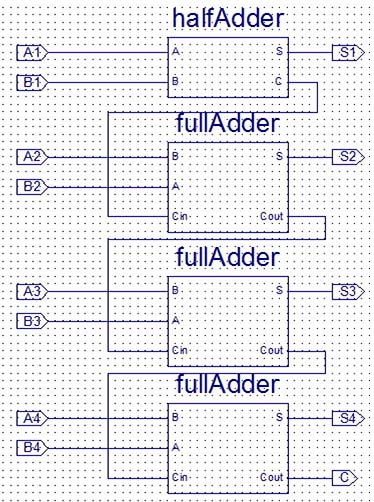 halfAdder
A1 A S S1
B1 B C
fullAdder
A2 B S S2
B2 A
Cin Cout
fullAdder
A3 B S S3
B3 A
Cin Cout
fullAdder
A4 B S S4
B4 A
Cin Cout C